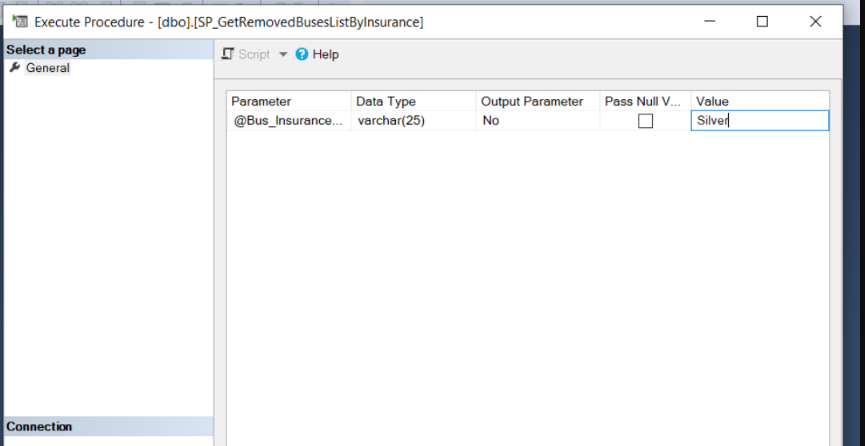 Execute Procedure - [dbo].[SP_GetRemovedBusesListByInsurance]
Select a page
General
Script Help
Parameter Data Type Output Parameter Pass Null V... Value
@Bus_Insurance... varchar(25) No Silver
Connection